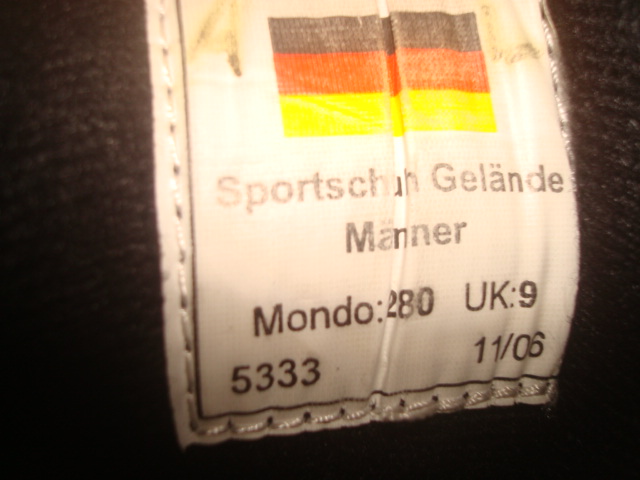 Sportschuh Gelände
Männer
Mondo:280 UK:9
5333 11/06